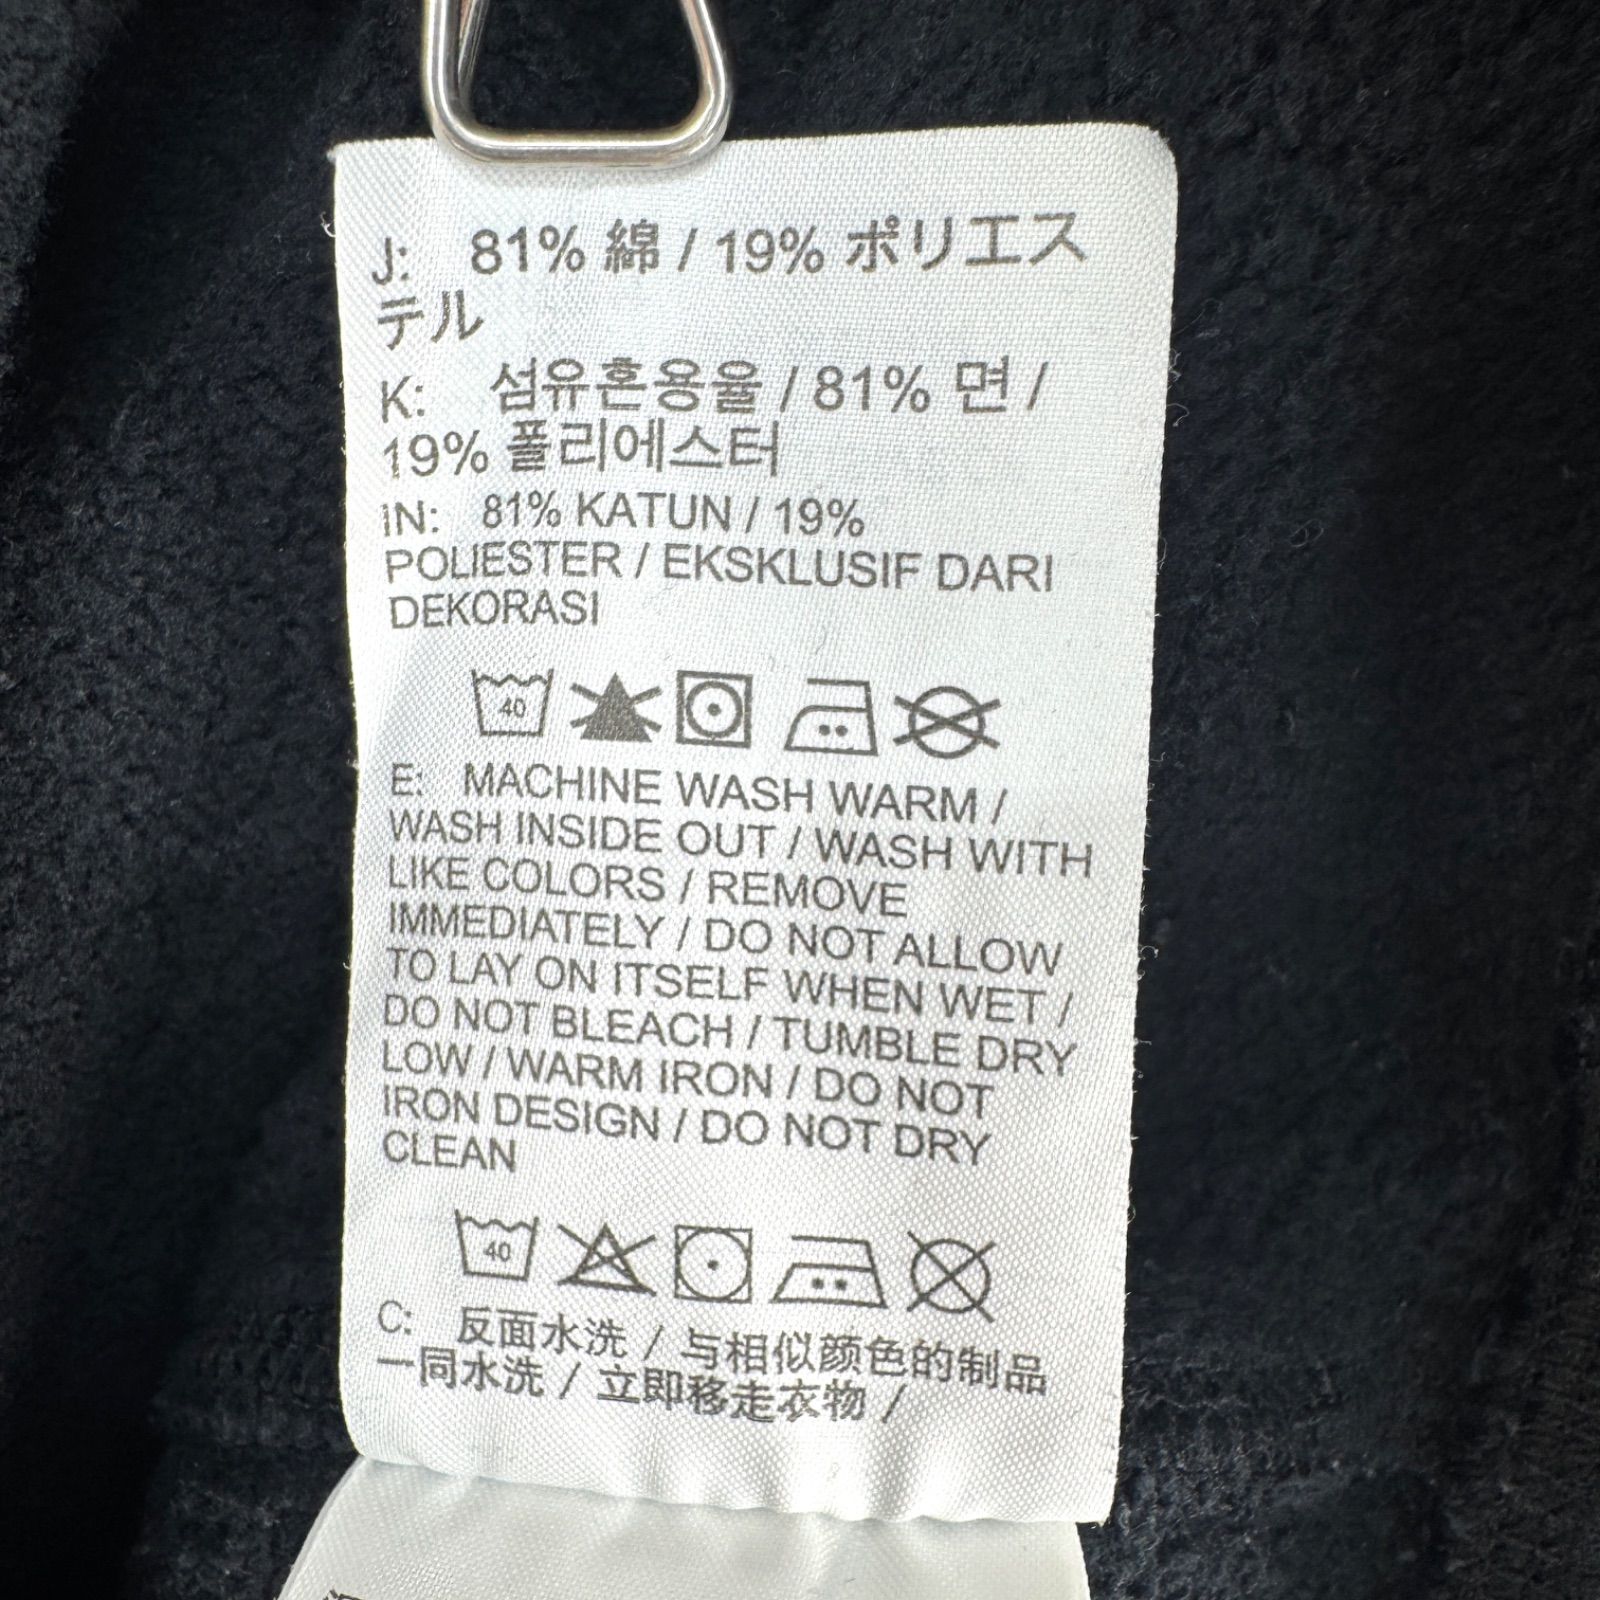 J: 81% 綿 / 19% ポリエス
テル
K: 섬유혼용율 / 81% 면 /
19% 폴리에스터
IN: 81% KATUN / 19%
POLIESTER / EKSKLUSIF DARI
DEKORASI
40
E: MACHINE WASH WARM /
WASH INSIDE OUT / WASH WITH
LIKE COLORS / REMOVE
IMMEDIATELY / DO NOT ALLOW
TO LAY ON ITSELF WHEN WET /
DO NOT BLEACH / TUMBLE DRY
LOW / WARM IRON / DO NOT
IRON DESIGN / DO NOT DRY
CLEAN
40
C: 反面水洗 / 与相似颜色的制品
一同水洗 / 立即移走衣物 /